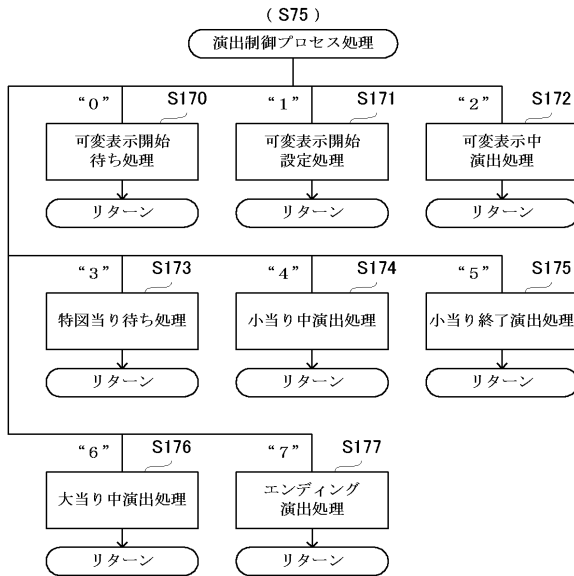 ( S75 )
演出制御プロセス処理
“0” S170
可変表示開始
待ち処理
リターン
“1” S171
可変表示開始
設定処理
リターン
“2” S172
可変表示中
演出処理
リターン
“3” S173
特図当り待ち処理
リターン
“4” S174
小当り中演出処理
リターン
“5” S175
小当り終了演出処理
リターン
“6” S176
大当り中演出処理
リターン
“7” S177
エンディング
演出処理
リターン